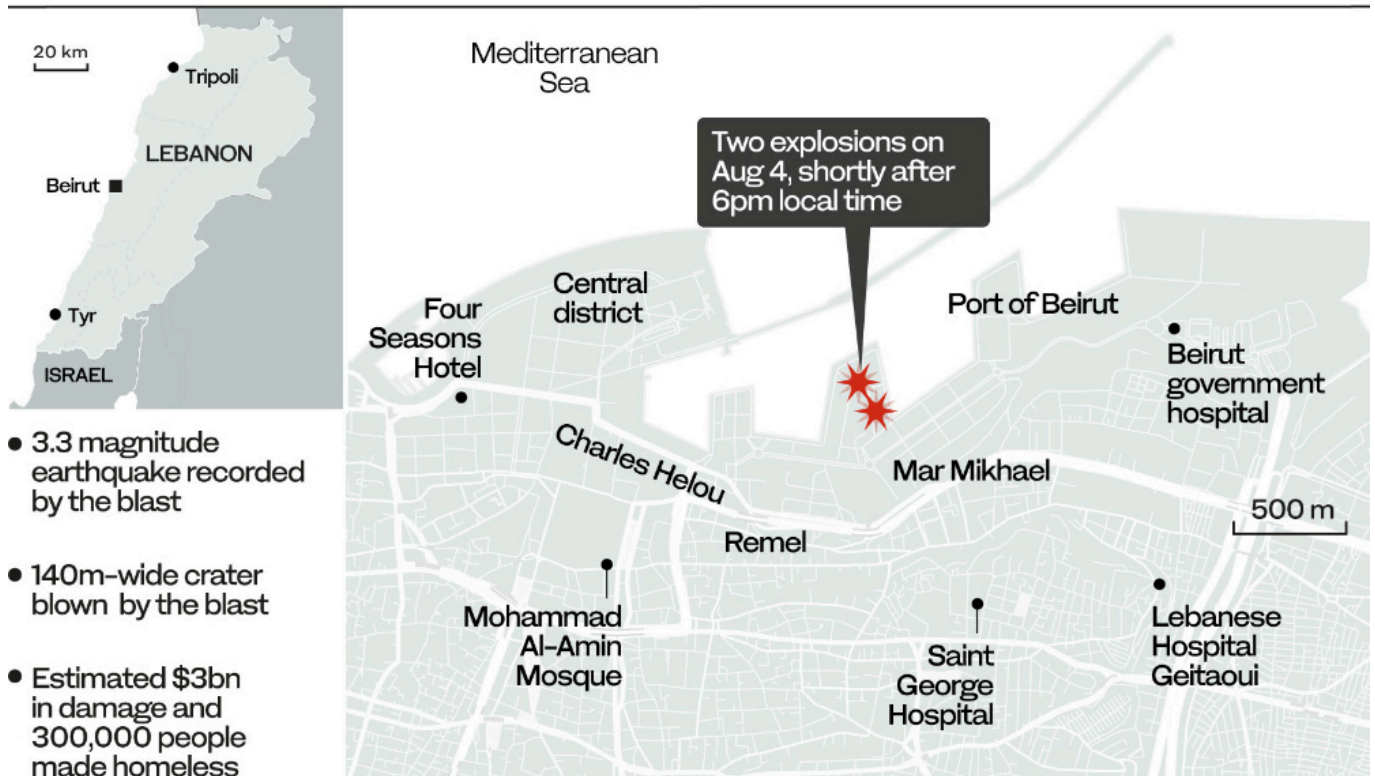 20 km
Tripoli
LEBANON
Beirut
Tyr
ISRAEL
• 3.3 magnitude
earthquake recorded
by the blast
• 140m-wide crater
blown by the blast
• Estimated $3bn
in damage and
300,000 people
made homeless
Mediterranean
Sea
Two explosions on
Aug 4, shortly after
6pm local time
Central
district
Four
Seasons
Hotel
Port of Beirut
Beirut
government
hospital
Charles Helou
Mar Mikhael
500 m
Remel
Mohammad
Al-Amin
Mosque
Saint
George
Hospital
Lebanese
Hospital
Geitaoui